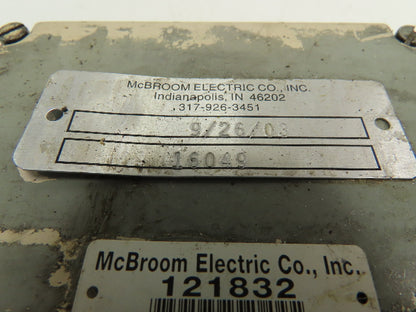 McBROOM ELECTRIC CO., INC.
Indianapolis, IN 46202
317-926-3451
9/26/03
16049
McBroom Electric Co., Inc.
121832